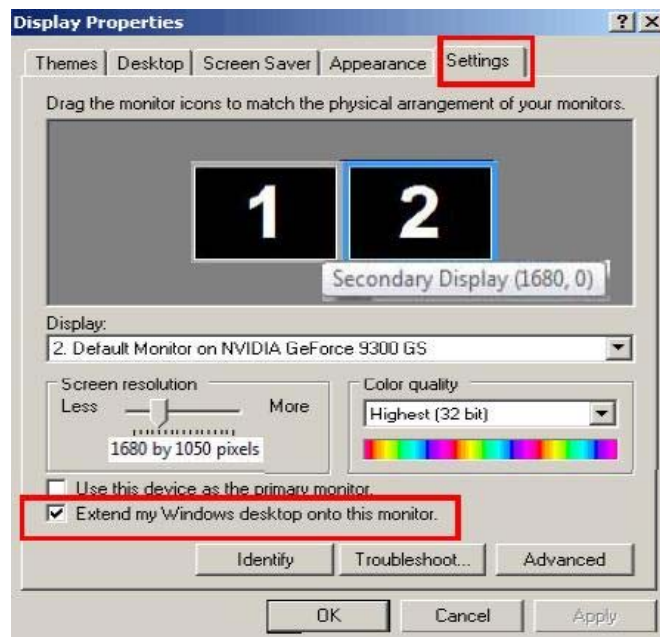 Display Properties
? X
Themes Desktop Screen Saver Appearance Settings
Drag the monitor icons to match the physical arrangement of your monitors.
1 2
Secondary Display (1680, 0)
Display:
2. Default Monitor on NVIDIA GeForce 9300 GS
Screen resolution
Less More
1680 by 1050 pixels
Color quality
Highest (32 bit)
Use this device as the primary monitor.
Extend my Windows desktop onto this monitor.
Identify Troubleshoot... Advanced
OK Cancel Apply